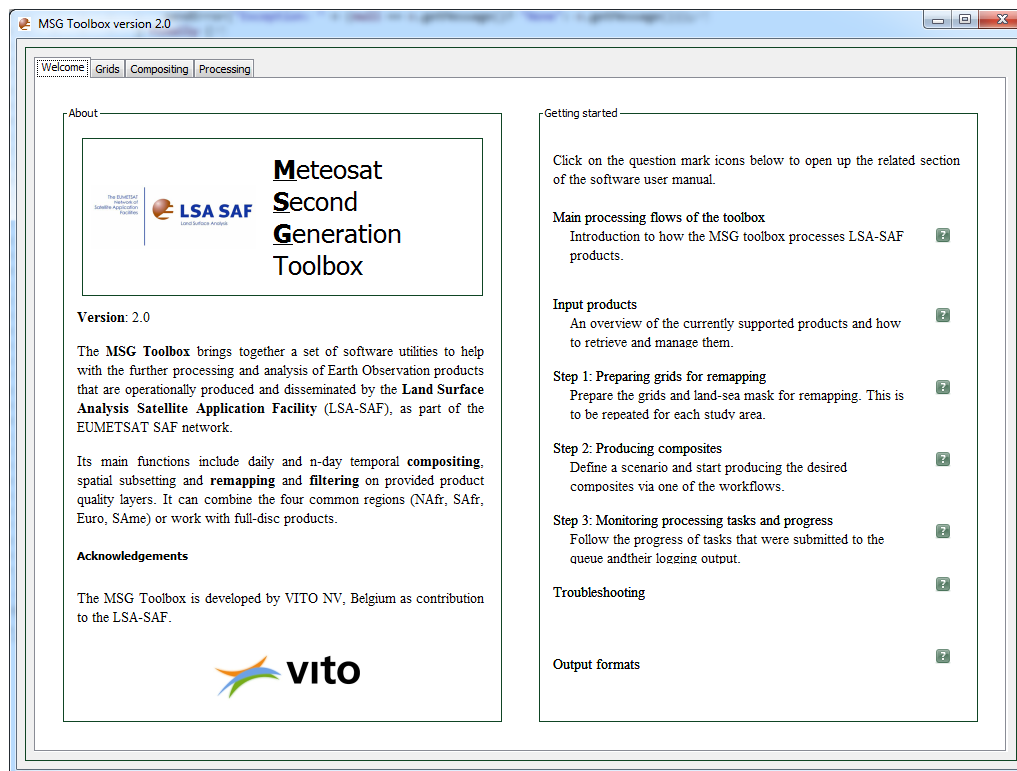 MSG Toolbox version 2.0
Welcome
Grids
Compositing
Processing
About
The EUMETSAT
Network of
Satellite Application
Facilities
LSA SAF
Land Surface Analysis
Meteosat
Second
Generation
Toolbox
Version: 2.0
The MSG Toolbox brings together a set of software utilities to help
with the further processing and analysis of Earth Observation products
that are operationally produced and disseminated by the Land Surface
Analysis Satellite Application Facility (LSA-SAF), as part of the
EUMETSAT SAF network.
Its main functions include daily and n-day temporal compositing,
spatial subsetting and remapping and filtering on provided product
quality layers. It can combine the four common regions (NAfr, SAfr,
Euro, SAme) or work with full-disc products.
Acknowledgements
The MSG Toolbox is developed by VITO NV, Belgium as contribution
to the LSA-SAF.
vito
Getting started
Click on the question mark icons below to open up the related section
of the software user manual.
Main processing flows of the toolbox
Introduction to how the MSG toolbox processes LSA-SAF
products.
?
Input products
An overview of the currently supported products and how
to retrieve and manage them.
?
Step 1: Preparing grids for remapping
Prepare the grids and land-sea mask for remapping. This is
to be repeated for each study area.
?
Step 2: Producing composites
Define a scenario and start producing the desired
composites via one of the workflows.
?
Step 3: Monitoring processing tasks and progress
Follow the progress of tasks that were submitted to the
queue andtheir logging output.
?
Troubleshooting
?
Output formats
?